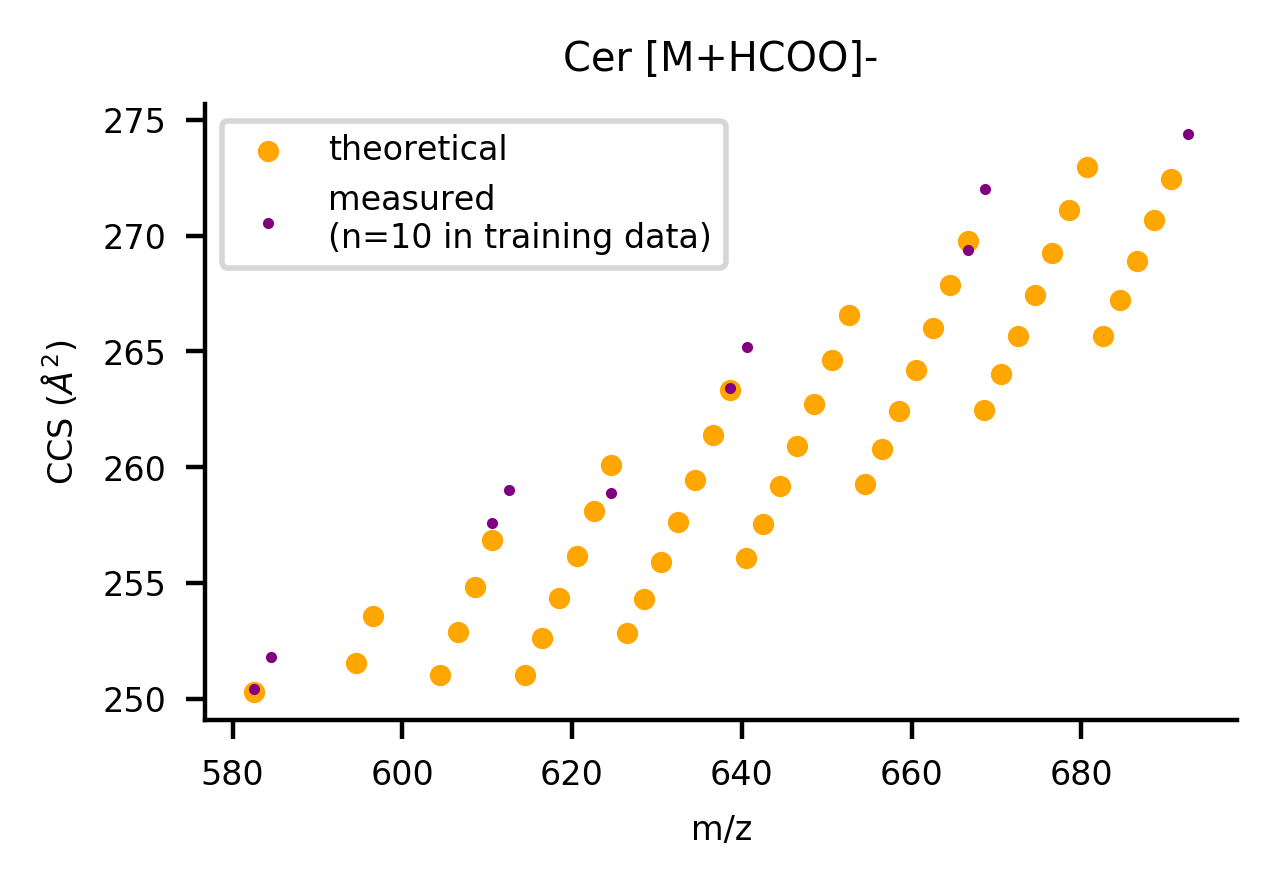 Cer [M+HCOO]-
275
270
265
260
255
250
CCS (Å²)
theoretical
measured
(n=10 in training data)
580
600
620
640
660
680
m/z